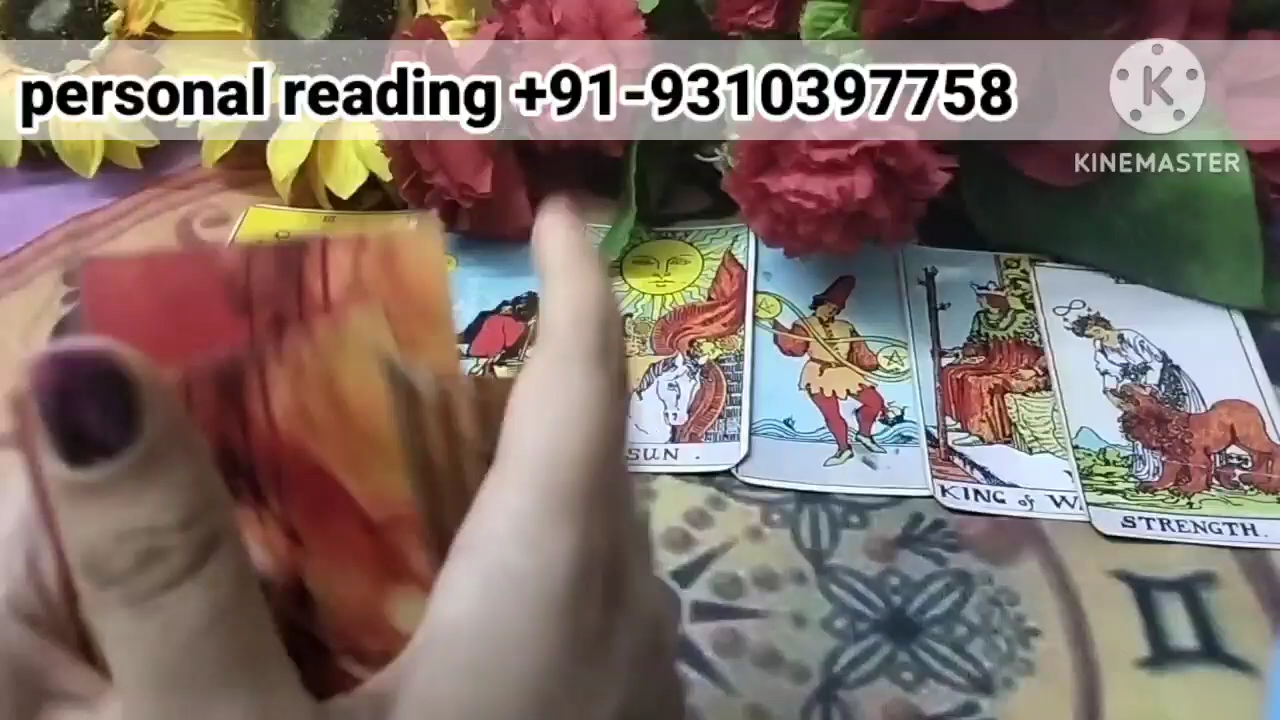 personal reading +91-9310397758
K
KINEMASTER
SUN .
KING of W
STRENGTH.